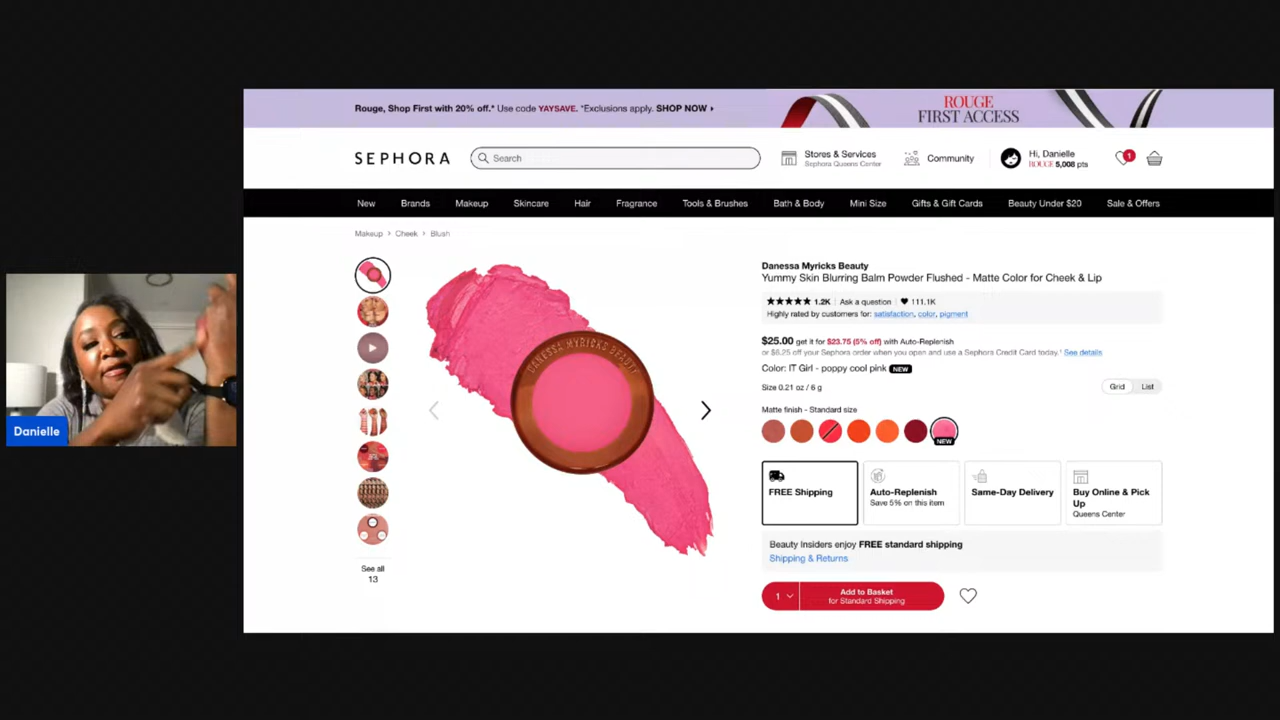 Rouge, Shop First with 20% off.* Use code YAYSAVE. *Exclusions apply. SHOP NOW ▸
ROUGE
FIRST ACCESS
SEPHORA
Search
Stores & Services
Sephora Queens Center
Community
Hi, Danielle
ROUGE 5,008 pts
1
New Brands Makeup Skincare Hair Fragrance Tools & Brushes Bath & Body Mini Size Gifts & Gift Cards Beauty Under $20 Sale & Offers
Makeup > Cheek > Blush
Danessa Myricks Beauty
Yummy Skin Blurring Balm Powder Flushed - Matte Color for Cheek & Lip
★★★★★ 1.2K | Ask a question | ♥ 111.1K
Highly rated by customers for: satisfaction, color, pigment
$25.00 get it for $23.75 (5% off) with Auto-Replenish
or $6.25 off your Sephora order when you open and use a Sephora Credit Card today.¹ See details
Color: IT Girl - poppy cool pink NEW
Size 0.21 oz / 6 g
Grid List
Matte finish - Standard size
NEW
DANESSA MYRICKS BEAUTY
FREE Shipping
Auto-Replenish
Save 5% on this item
Same-Day Delivery
Buy Online & Pick
Up
Queens Center
Beauty Insiders enjoy FREE standard shipping
Shipping & Returns
1
Add to Basket
for Standard Shipping
See all
13
Danielle